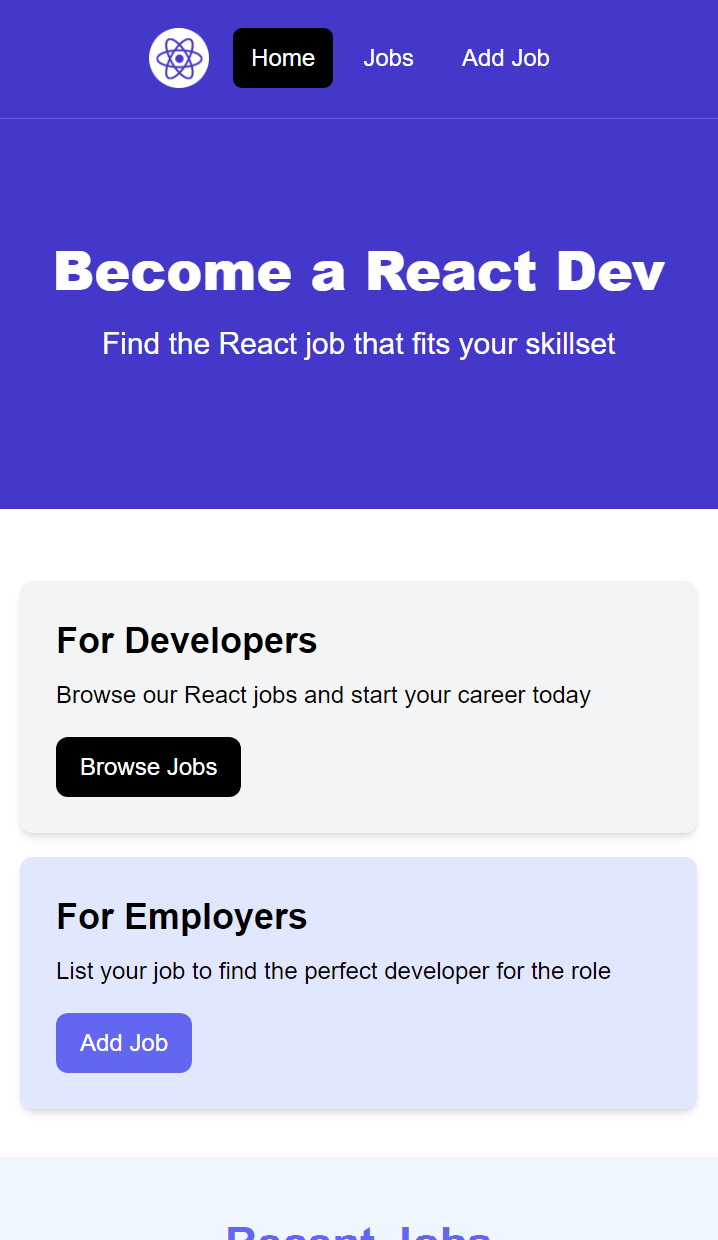 Home Jobs Add Job
Become a React Dev
Find the React job that fits your skillset
For Developers
Browse our React jobs and start your career today
Browse Jobs
For Employers
List your job to find the perfect developer for the role
Add Job
Recent Jobs